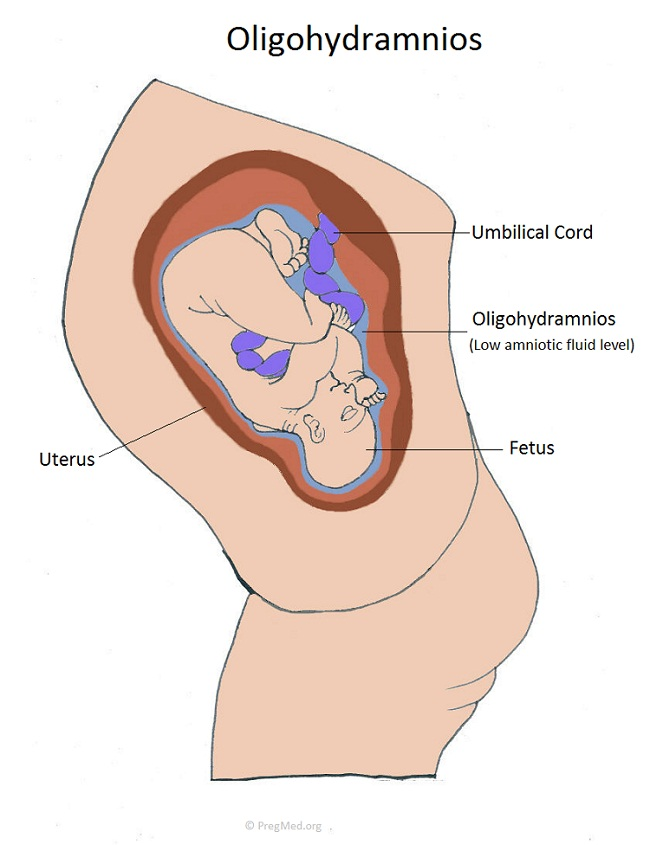 Oligohydramnios
Umbilical Cord
Oligohydramnios
(Low amniotic fluid level)
Fetus
Uterus
© PregMed.org